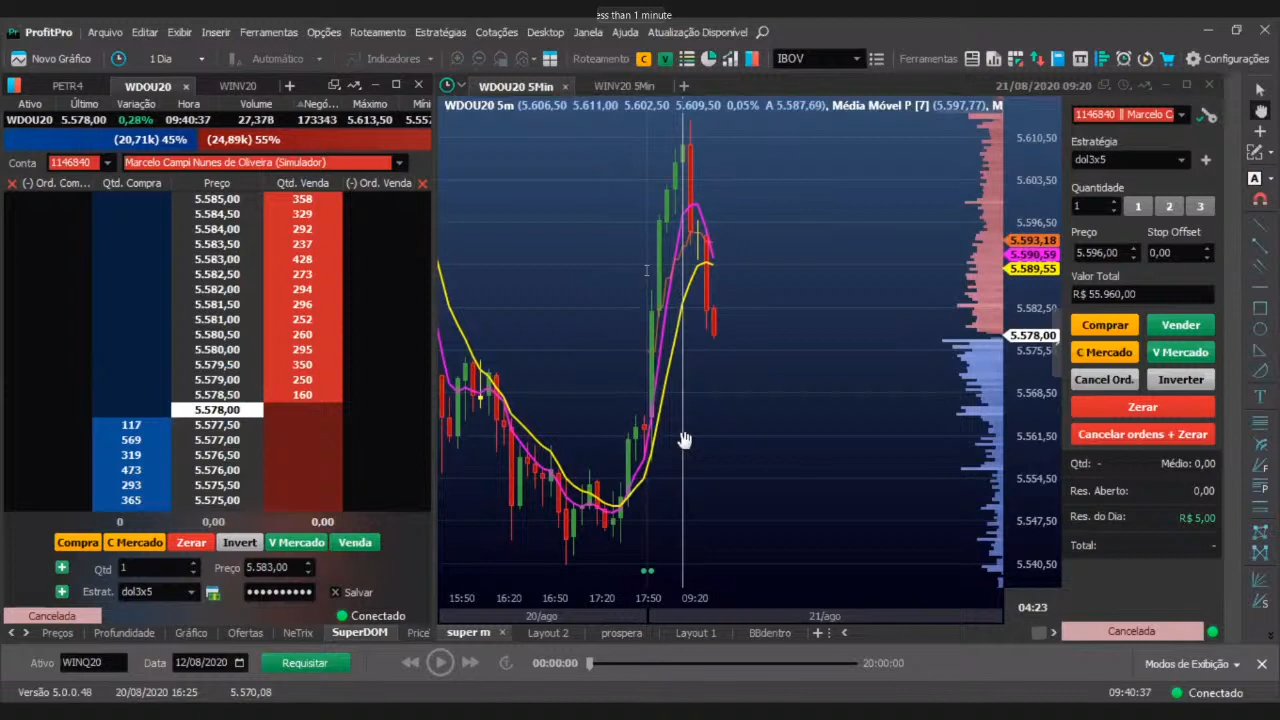 ess than 1 minute
ProfitPro Arquivo Editar Exibir Inserir Ferramentas Opções Roteamento Estratégias Cotações Desktop Janela Ajuda Atualização Disponível
Novo Gráfico 1 Dia Automático Indicadores Roteamento C V IBOV Ferramentas Configurações
PETR4 WDOU20 WINV20
WDOU20 5Min WINV20 5Min 21/08/2020 09:20
Ativo Último Variação Hora Volume Negó... Máximo Míni
WDOU20 5.578,00 0,28% 09:40:37 27,378 173343 5.613,50 5.55
(20,71k) 45% (24,89k) 55%
Conta 1146840 Marcelo Campi Nunes de Oliveira (Simulador)
(-) Ord. Com... Qtd. Compra Preço Qtd. Venda (-) Ord. Venda
5.585,00 358
5.584,50 329
5.584,00 292
5.583,50 237
5.583,00 428
5.582,50 273
5.582,00 294
5.581,50 296
5.581,00 252
5.580,50 260
5.580,00 295
5.579,50 350
5.579,00 250
5.578,50 160
5.578,00
117 5.577,50
569 5.577,00
319 5.576,50
473 5.576,00
293 5.575,50
365 5.575,00
0 0,00 0,00
Compra C Mercado Zerar Invert V Mercado Venda
Qtd 1 Preço 5.583,00
Estrat. dol3x5 Salvar
Cancelada Conectado
Preços Profundidade Gráfico Ofertas NeTrix SuperDOM Price
WDOU20 5m (5.606,50 5.611,00 5.602,50 5.609,50 0,05% A 5.587,69) , Média Móvel P [7] (5.597,77) , M
5.610,50
5.603,50
5.596,50
5.593,18
5.590,59
5.589,55
5.582,50
5.578,00
5.575,50
5.568,50
5.561,50
5.554,50
5.547,50
5.540,50
15:50 16:20 16:50 17:20 17:50 09:20
04:23
20/ago 21/ago
super m Layout 2 prospera Layout 1 BBdentro
1146840 || Marcelo C
Estratégia
dol3x5
Quantidade
1 1 2 3
Preço Stop Offset
5.596,00 0,00
Valor Total
R$ 55.960,00
Comprar Vender
C Mercado V Mercado
Cancel Ord. Inverter
Zerar
Cancelar ordens + Zerar
Qtd: - Médio: 0,00
Res. Aberto: 0,00
Res. do Dia: R$ 5,00
Total: -
Cancelada
Ativo WINQ20 Data 12/08/2020 Requisitar 00:00:00 20:00:00 Modos de Exibição
Versão 5.0.0.48 20/08/2020 16:25 5.570,08 09:40:37 Conectado